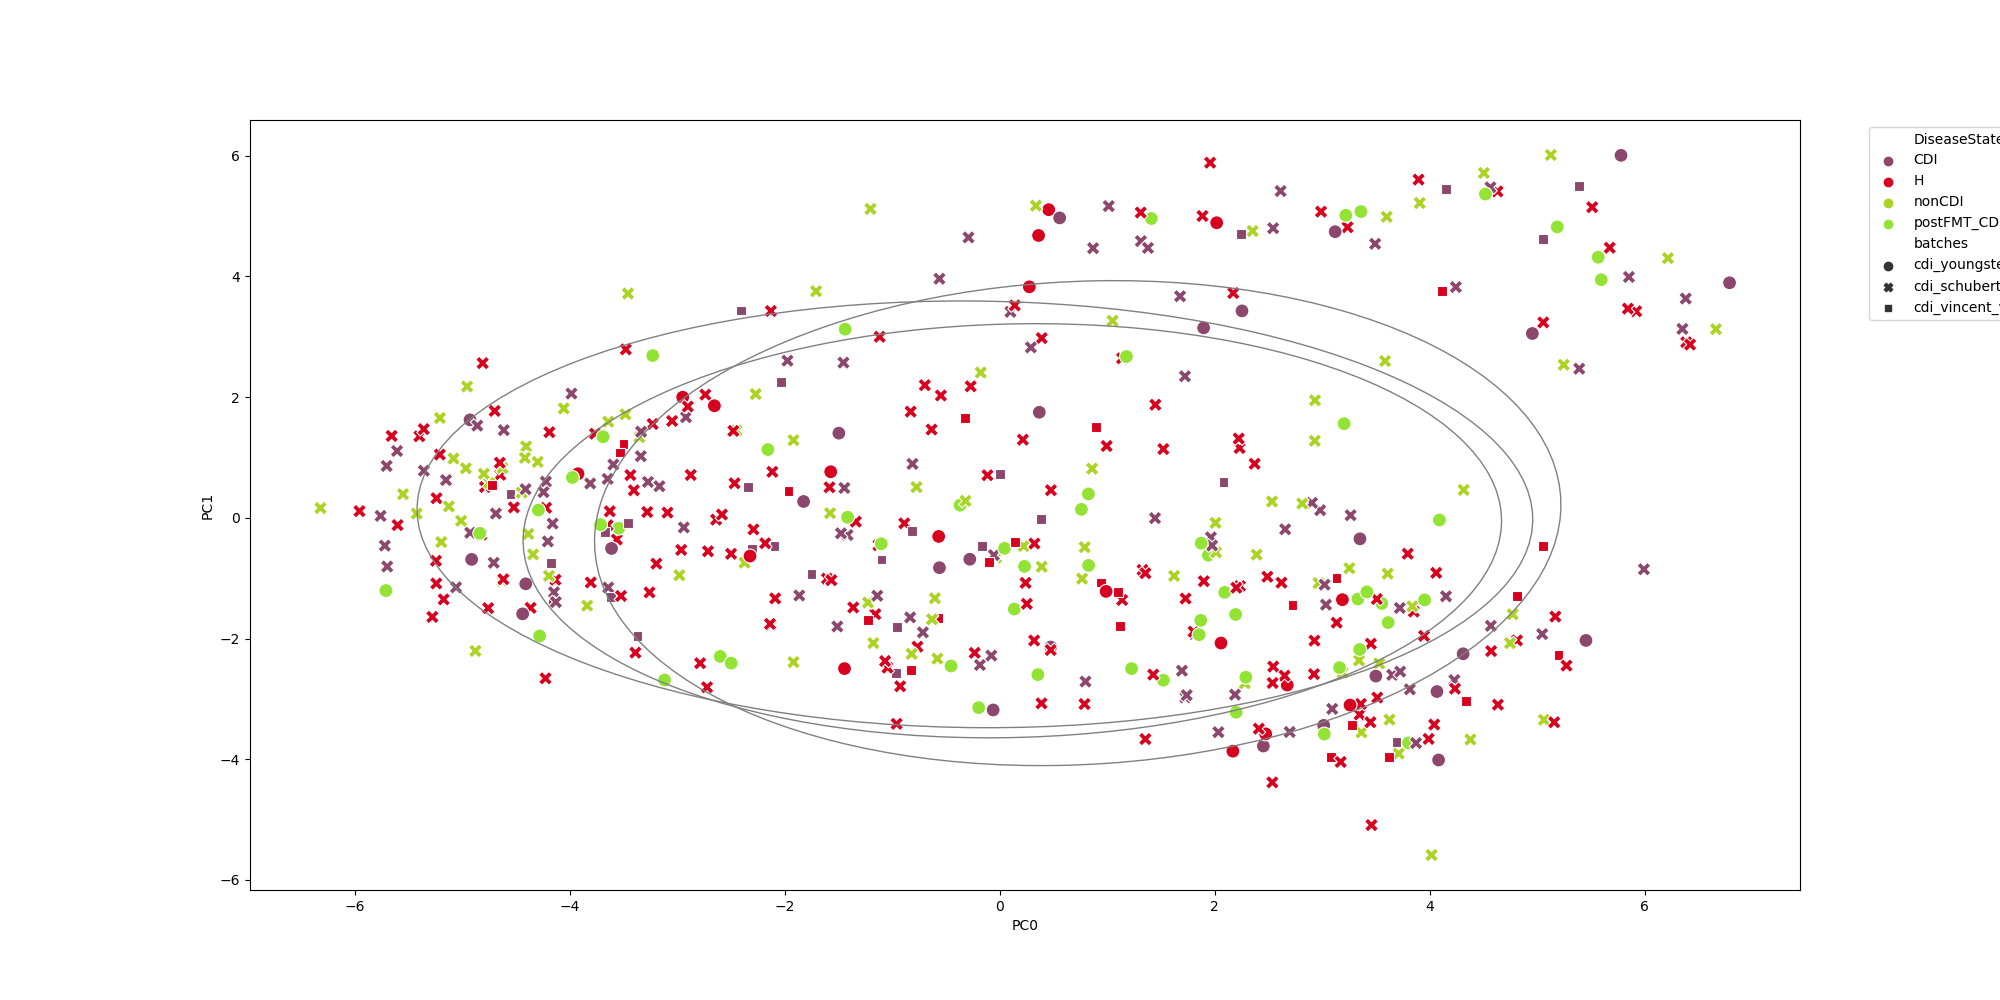 6
4
2
0
−2
−4
−6
PC1
−6
−4
−2
0
2
4
6
PC0
DiseaseState
CDI
H
nonCDI
postFMT_CD
batches
cdi_youngste
cdi_schubert
cdi_vincent_